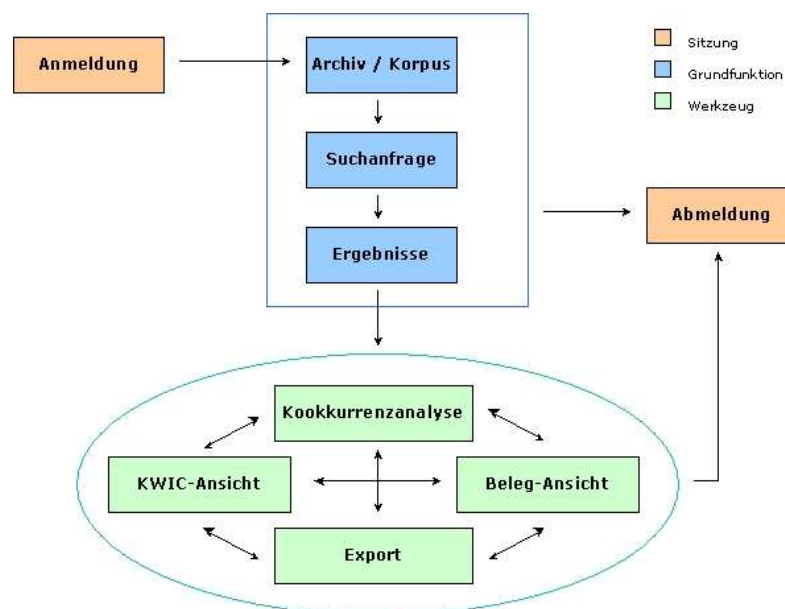 Anmeldung
Archiv / Korpus
Sitzung
Grundfunktion
Werkzeug
Suchanfrage
Abmeldung
Ergebnisse
Kookkurrenzanalyse
KWIC-Ansicht
Beleg-Ansicht
Export